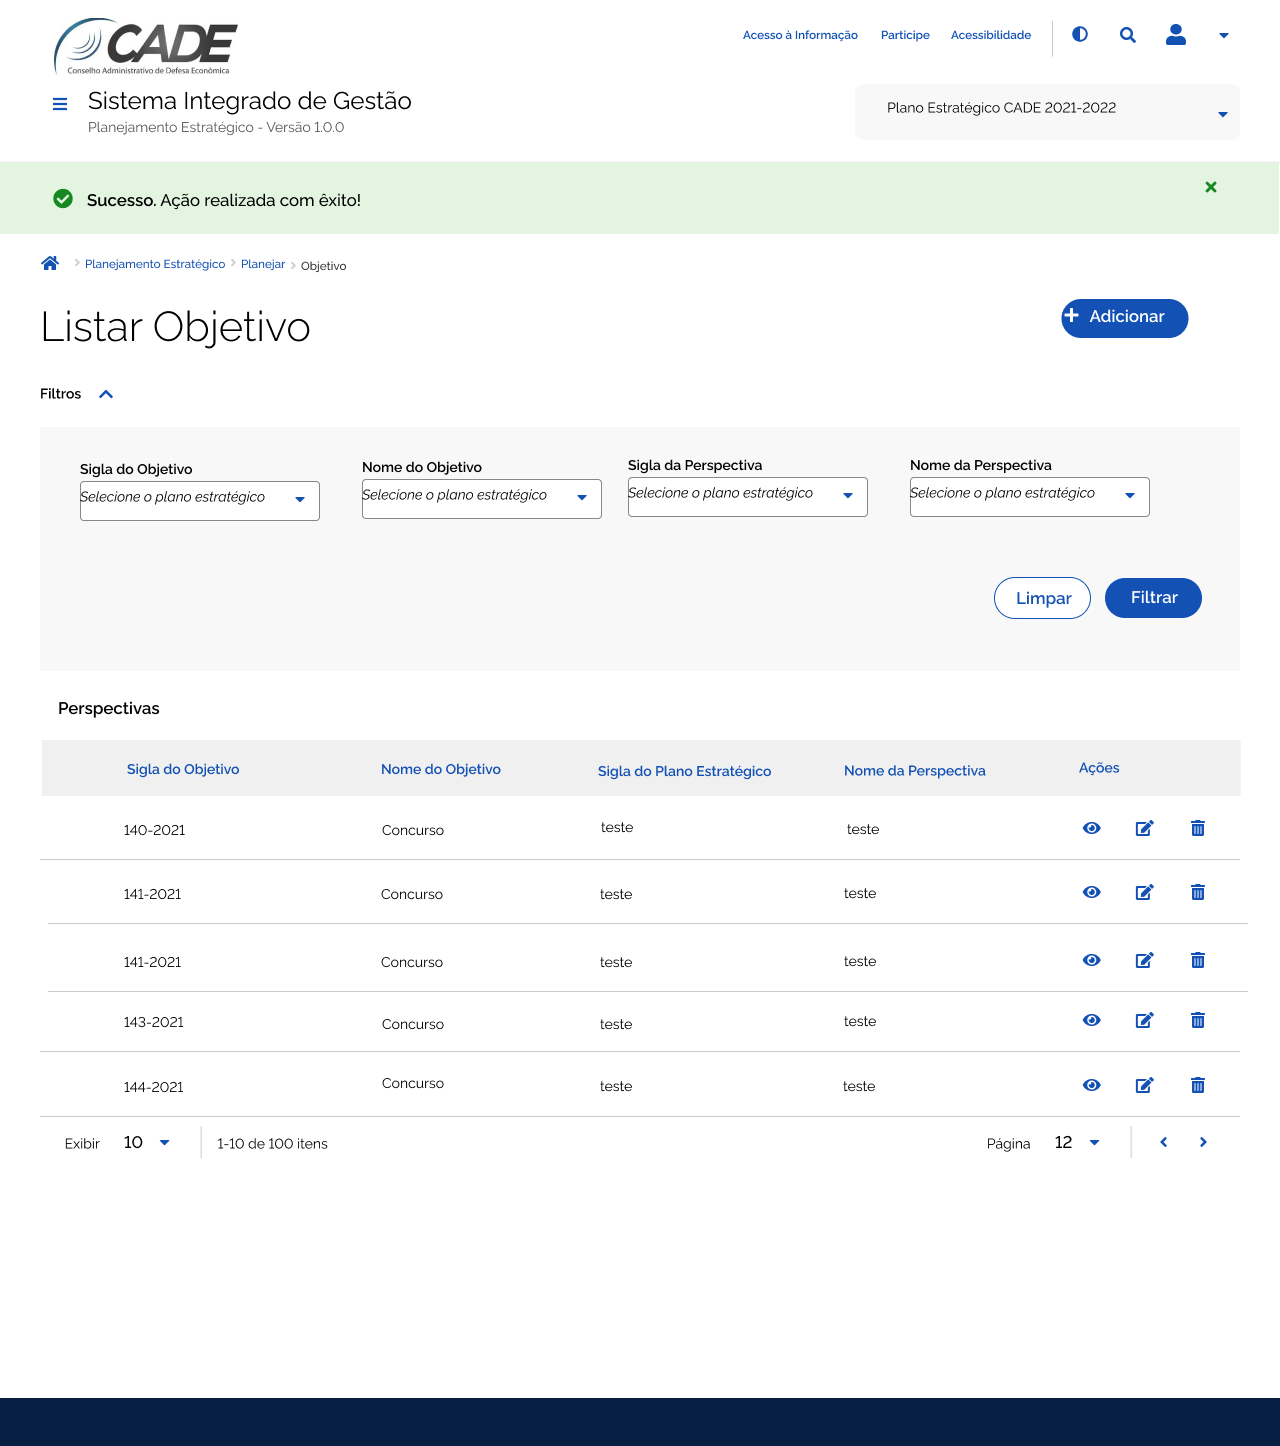 CADE
Conselho Administrativo de Defesa Econômica
Acesso à Informação Participe Acessibilidade
Sistema Integrado de Gestão
Planejamento Estratégico - Versão 1.0.0
Plano Estratégico CADE 2021-2022
Sucesso. Ação realizada com êxito!
Planejamento Estratégico Planejar Objetivo
Listar Objetivo
Adicionar
Filtros
Sigla do Objetivo Nome do Objetivo Sigla da Perspectiva Nome da Perspectiva
Selecione o plano estratégico Selecione o plano estratégico Selecione o plano estratégico Selecione o plano estratégico
Limpar Filtrar
Perspectivas
Sigla do Objetivo Nome do Objetivo Sigla do Plano Estratégico Nome da Perspectiva Ações
140-2021 Concurso teste teste
141-2021 Concurso teste teste
141-2021 Concurso teste teste
143-2021 Concurso teste teste
144-2021 Concurso teste teste
Exibir 10 1-10 de 100 itens Página 12